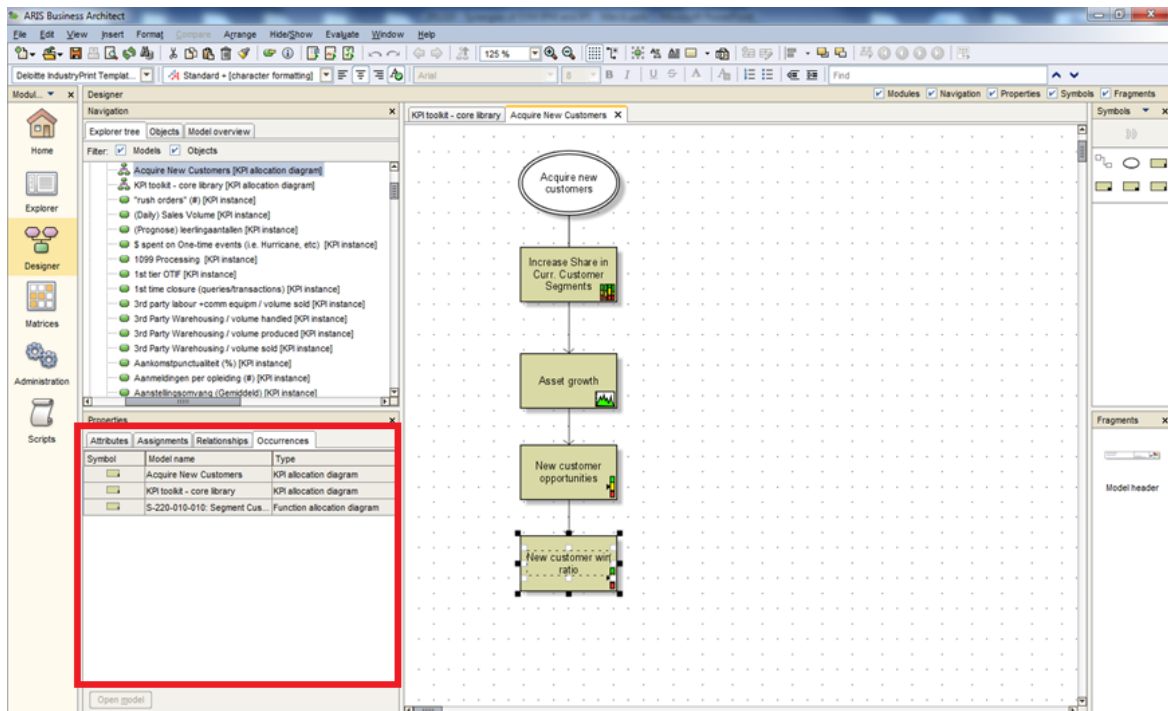 ARIS Business Architect
File Edit View Insert Format Compare Arrange Hide/Show Evaluate Window Help
125 %
Deloitte IndustryPrint Templat... Standard + [character formatting] Arial 8 B I U S A Find
Modul... Designer Modules Navigation Properties Symbols Fragments
Home
Explorer
Designer
Matrices
Administration
Scripts
Navigation
Explorer tree Objects Model overview
Filter: Models Objects
Acquire New Customers [KPI allocation diagram]
KPI toolkit - core library [KPI allocation diagram]
"rush orders" (#) [KPI instance]
(Daily) Sales Volume [KPI instance]
(Prognose) leerlingaantallen [KPI instance]
$ spent on One-time events (i.e. Hurricane, etc) [KPI instance]
1099 Processing [KPI instance]
1st tier OTIF [KPI instance]
1st time closure (queries/transactions) [KPI instance]
3rd party labour +comm equipm / volume sold [KPI instance]
3rd Party Warehousing / volume handled [KPI instance]
3rd Party Warehousing / volume produced [KPI instance]
3rd Party Warehousing / volume sold [KPI instance]
Aankomstpunctualiteit (%) [KPI instance]
Aanmeldingen per opleiding (#) [KPI instance]
Aanstellingsomvang (Gemiddeld) [KPI instance]
Properties
Attributes Assignments Relationships Occurrences
Symbol Model name Type
Acquire New Customers KPI allocation diagram
KPI toolkit - core library KPI allocation diagram
S-220-010-010: Segment Cus... Function allocation diagram
Open model
KPI toolkit - core library Acquire New Customers
Acquire new
customers
Increase Share in
Curr. Customer
Segments
Asset growth
New customer
opportunities
New customer win
ratio
Symbols
Fragments
Model header